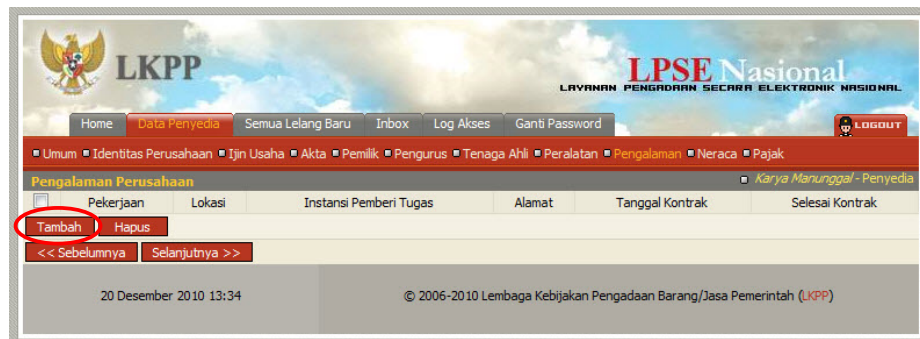 LKPP
LPSE Nasional
LAYANAN PENGADAAN SECARA ELEKTRONIK NASIONAL
Home Data Penyedia Semua Lelang Baru Inbox Log Akses Ganti Password LOGOUT
Umum Identitas Perusahaan Ijin Usaha Akta Pemilik Pengurus Tenaga Ahli Peralatan Pengalaman Neraca Pajak
Pengalaman Perusahaan Karya Manunggal - Penyedia
Pekerjaan Lokasi Instansi Pemberi Tugas Alamat Tanggal Kontrak Selesai Kontrak
Tambah Hapus
<< Sebelumnya Selanjutnya >>
20 Desember 2010 13:34 © 2006-2010 Lembaga Kebijakan Pengadaan Barang/Jasa Pemerintah (LKPP)